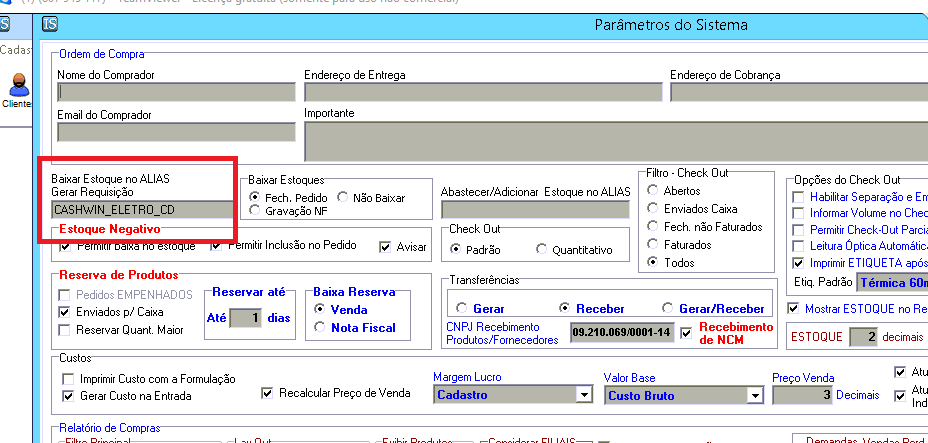 Parâmetros do Sistema
Cadas
Cliente
Ordem de Compra
Nome do Comprador
Endereço de Entrega
Endereço de Cobrança
Email do Comprador
Importante
Baixar Estoque no ALIAS
Gerar Requisição
CASHWIN_ELETRO_CD
Baixar Estoques
Fech. Pedido
Não Baixar
Gravação NF
Abastecer/Adicionar Estoque no ALIAS
Filtro - Check Out
Abertos
Enviados Caixa
Fech. não Faturados
Faturados
Todos
Opções do Check Out
Habilitar Separação e En
Informar Volume no Chec
Permitir Check-Out Parcia
Leitura Óptica Automática
Imprimir ETIQUETA após
Etiq. Padrão
Térmica 60m
Estoque Negativo
Permitir baixa no estoque
Permitir Inclusão no Pedido
Avisar
Check Out
Padrão
Quantitativo
Reserva de Produtos
Pedidos EMPENHADOS
Enviados p/ Caixa
Reservar Quant. Maior
Reservar até
Até 1 dias
Baixa Reserva
Venda
Nota Fiscal
Transferências
Gerar
Receber
Gerar/Receber
CNPJ Recebimento
Produtos/Fornecedores
09.210.069/0001-14
Recebimento
de NCM
Mostrar ESTOQUE no Re
ESTOQUE 2 decimais
Custos
Imprimir Custo com a Formulação
Gerar Custo na Entrada
Recalcular Preço de Venda
Margem Lucro
Cadastro
Valor Base
Custo Bruto
Preço Venda
3 Decimais
Atu
Atu
Ind
Relatório de Compras
Filtro Principal
Lay Out
Exibir Produtos
Considerar FILIAIS
Demandas, Vendas Perd